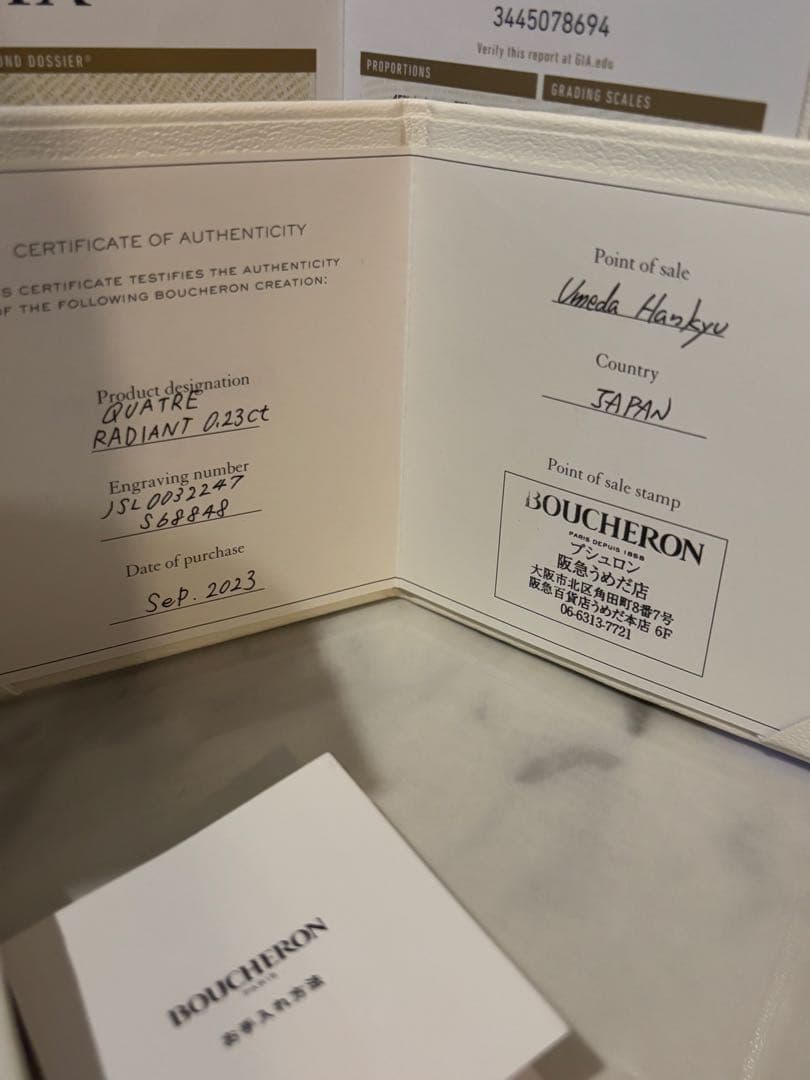 OND DOSSIER®
3445078694
Verify this report at GIA.edu
PROPORTIONS
GRADING SCALES
CERTIFICATE OF AUTHENTICITY
S CERTIFICATE TESTIFIES THE AUTHENTICITY
OF THE FOLLOWING BOUCHERON CREATION:
Product designation
QUATRE
RADIANT 0.23ct
Engraving number
JSL0032247
S68848
Date of purchase
Sep. 2023
Point of sale
Umeda Hankyu
Country
JAPAN
Point of sale stamp
BOUCHERON
PARIS DEPUIS 1858
ブシュロン
阪急うめだ店
大阪市北区角田町8番7号
阪急百貨店うめだ本店 6F
06-6313-7721
BOUCHERON
PARIS
お手入れ方法